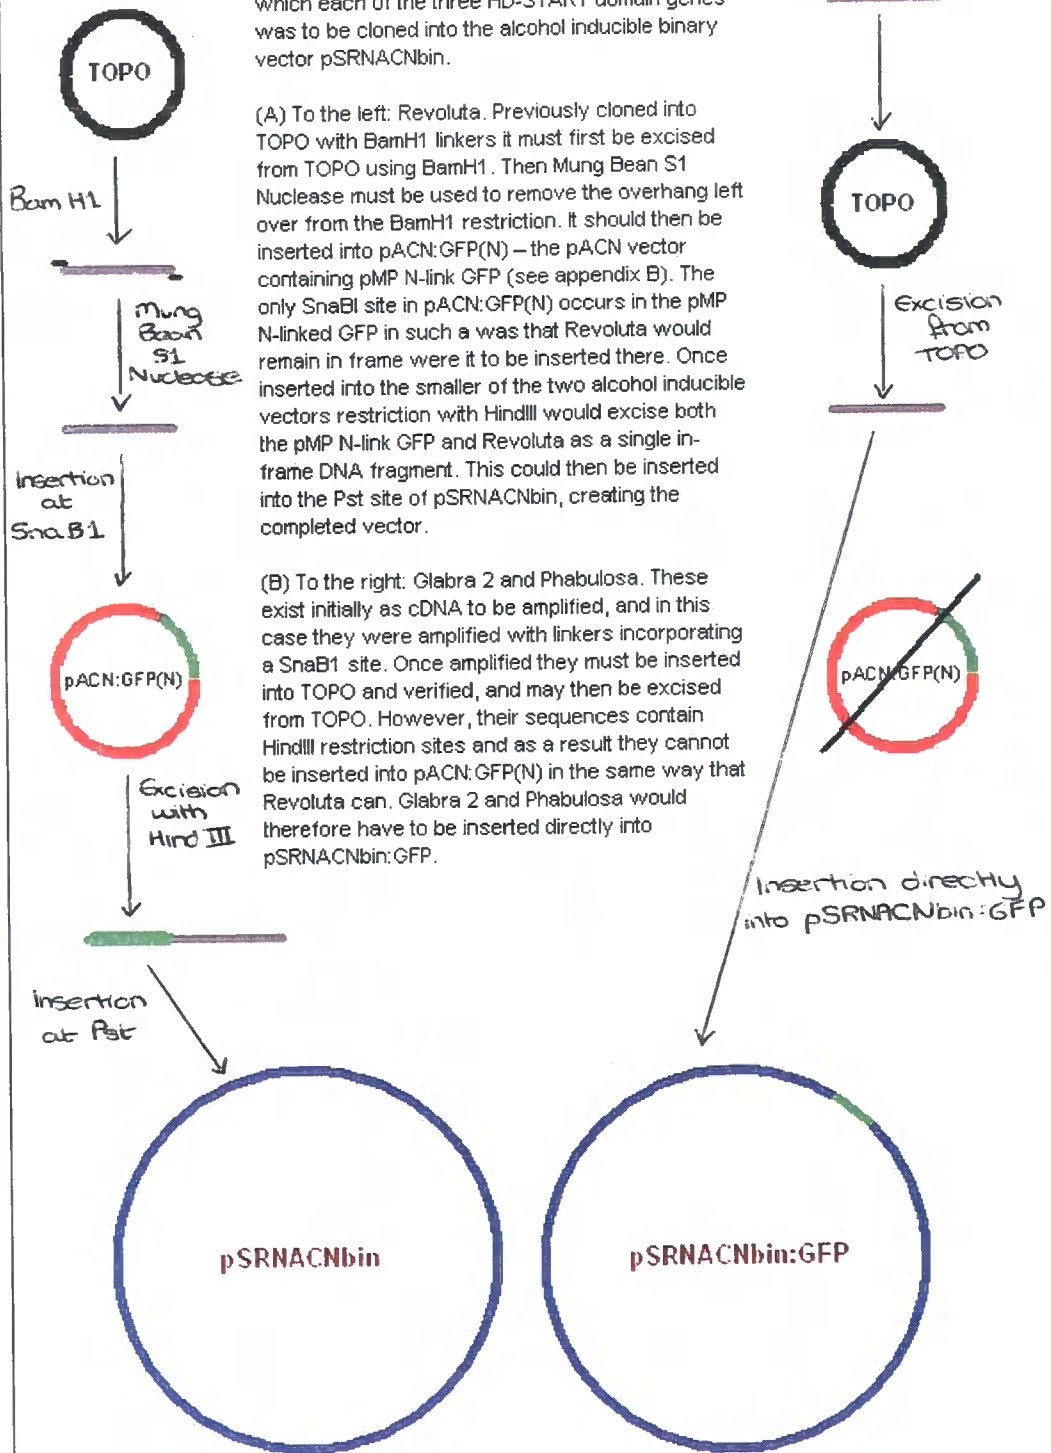 which each of the three HD-START domain genes
was to be cloned into the alcohol inducible binary
vector pSRNACNbin.
TOPO
(A) To the left: Revoluta. Previously cloned into
TOPO with BamH1 linkers it must first be excised
from TOPO using BamH1. Then Mung Bean S1
Nuclease must be used to remove the overhang left
over from the BamH1 restriction. It should then be
inserted into pACN:GFP(N) – the pACN vector
containing pMP N-link GFP (see appendix B). The
only SnaBI site in pACN:GFP(N) occurs in the pMP
N-linked GFP in such a was that Revoluta would
remain in frame were it to be inserted there. Once
inserted into the smaller of the two alcohol inducible
vectors restriction with HindIII would excise both
the pMP N-link GFP and Revoluta as a single in-
frame DNA fragment. This could then be inserted
into the Pst site of pSRNACNbin, creating the
completed vector.
(B) To the right: Glabra 2 and Phabulosa. These
exist initially as cDNA to be amplified, and in this
case they were amplified with linkers incorporating
a SnaB1 site. Once amplified they must be inserted
into TOPO and verified, and may then be excised
from TOPO. However, their sequences contain
HindIII restriction sites and as a result they cannot
be inserted into pACN:GFP(N) in the same way that
Revoluta can. Glabra 2 and Phabulosa would
therefore have to be inserted directly into
pSRNACNbin:GFP.
Bam H1
Mung
Bean
S1
Nuclease
Insertion
at
SnaB1
pACN:GFP(N)
Excision
with
Hind III
insertion
at Pst
pSRNACNbin
TOPO
Excision
from
TOPO
pACN:GFP(N)
Insertion directly
into pSRNACNbin:GFP
pSRNACNbin:GFP